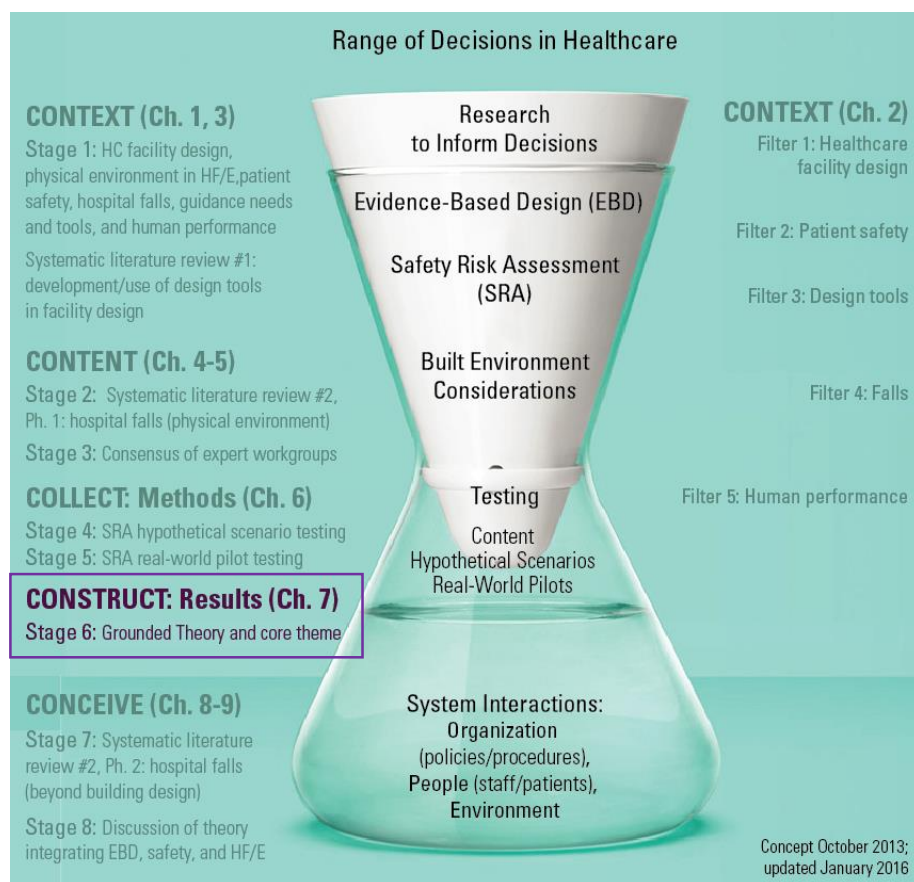 Range of Decisions in Healthcare
CONTEXT (Ch. 1, 3)
Stage 1: HC facility design,
physical environment in HF/E,patient
safety, hospital falls, guidance needs
and tools, and human performance
Systematic literature review #1:
development/use of design tools
in facility design
CONTENT (Ch. 4-5)
Stage 2: Systematic literature review #2,
Ph. 1: hospital falls (physical environment)
Stage 3: Consensus of expert workgroups
COLLECT: Methods (Ch. 6)
Stage 4: SRA hypothetical scenario testing
Stage 5: SRA real-world pilot testing
CONSTRUCT: Results (Ch. 7)
Stage 6: Grounded Theory and core theme
CONCEIVE (Ch. 8-9)
Stage 7: Systematic literature
review #2, Ph. 2: hospital falls
(beyond building design)
Stage 8: Discussion of theory
integrating EBD, safety, and HF/E
Research
to Inform Decisions
Evidence-Based Design (EBD)
Safety Risk Assessment
(SRA)
Built Environment
Considerations
Testing
Content
Hypothetical Scenarios
Real-World Pilots
System Interactions:
Organization
(policies/procedures),
People (staff/patients),
Environment
CONTEXT (Ch. 2)
Filter 1: Healthcare
facility design
Filter 2: Patient safety
Filter 3: Design tools
Filter 4: Falls
Filter 5: Human performance
Concept October 2013;
updated January 2016